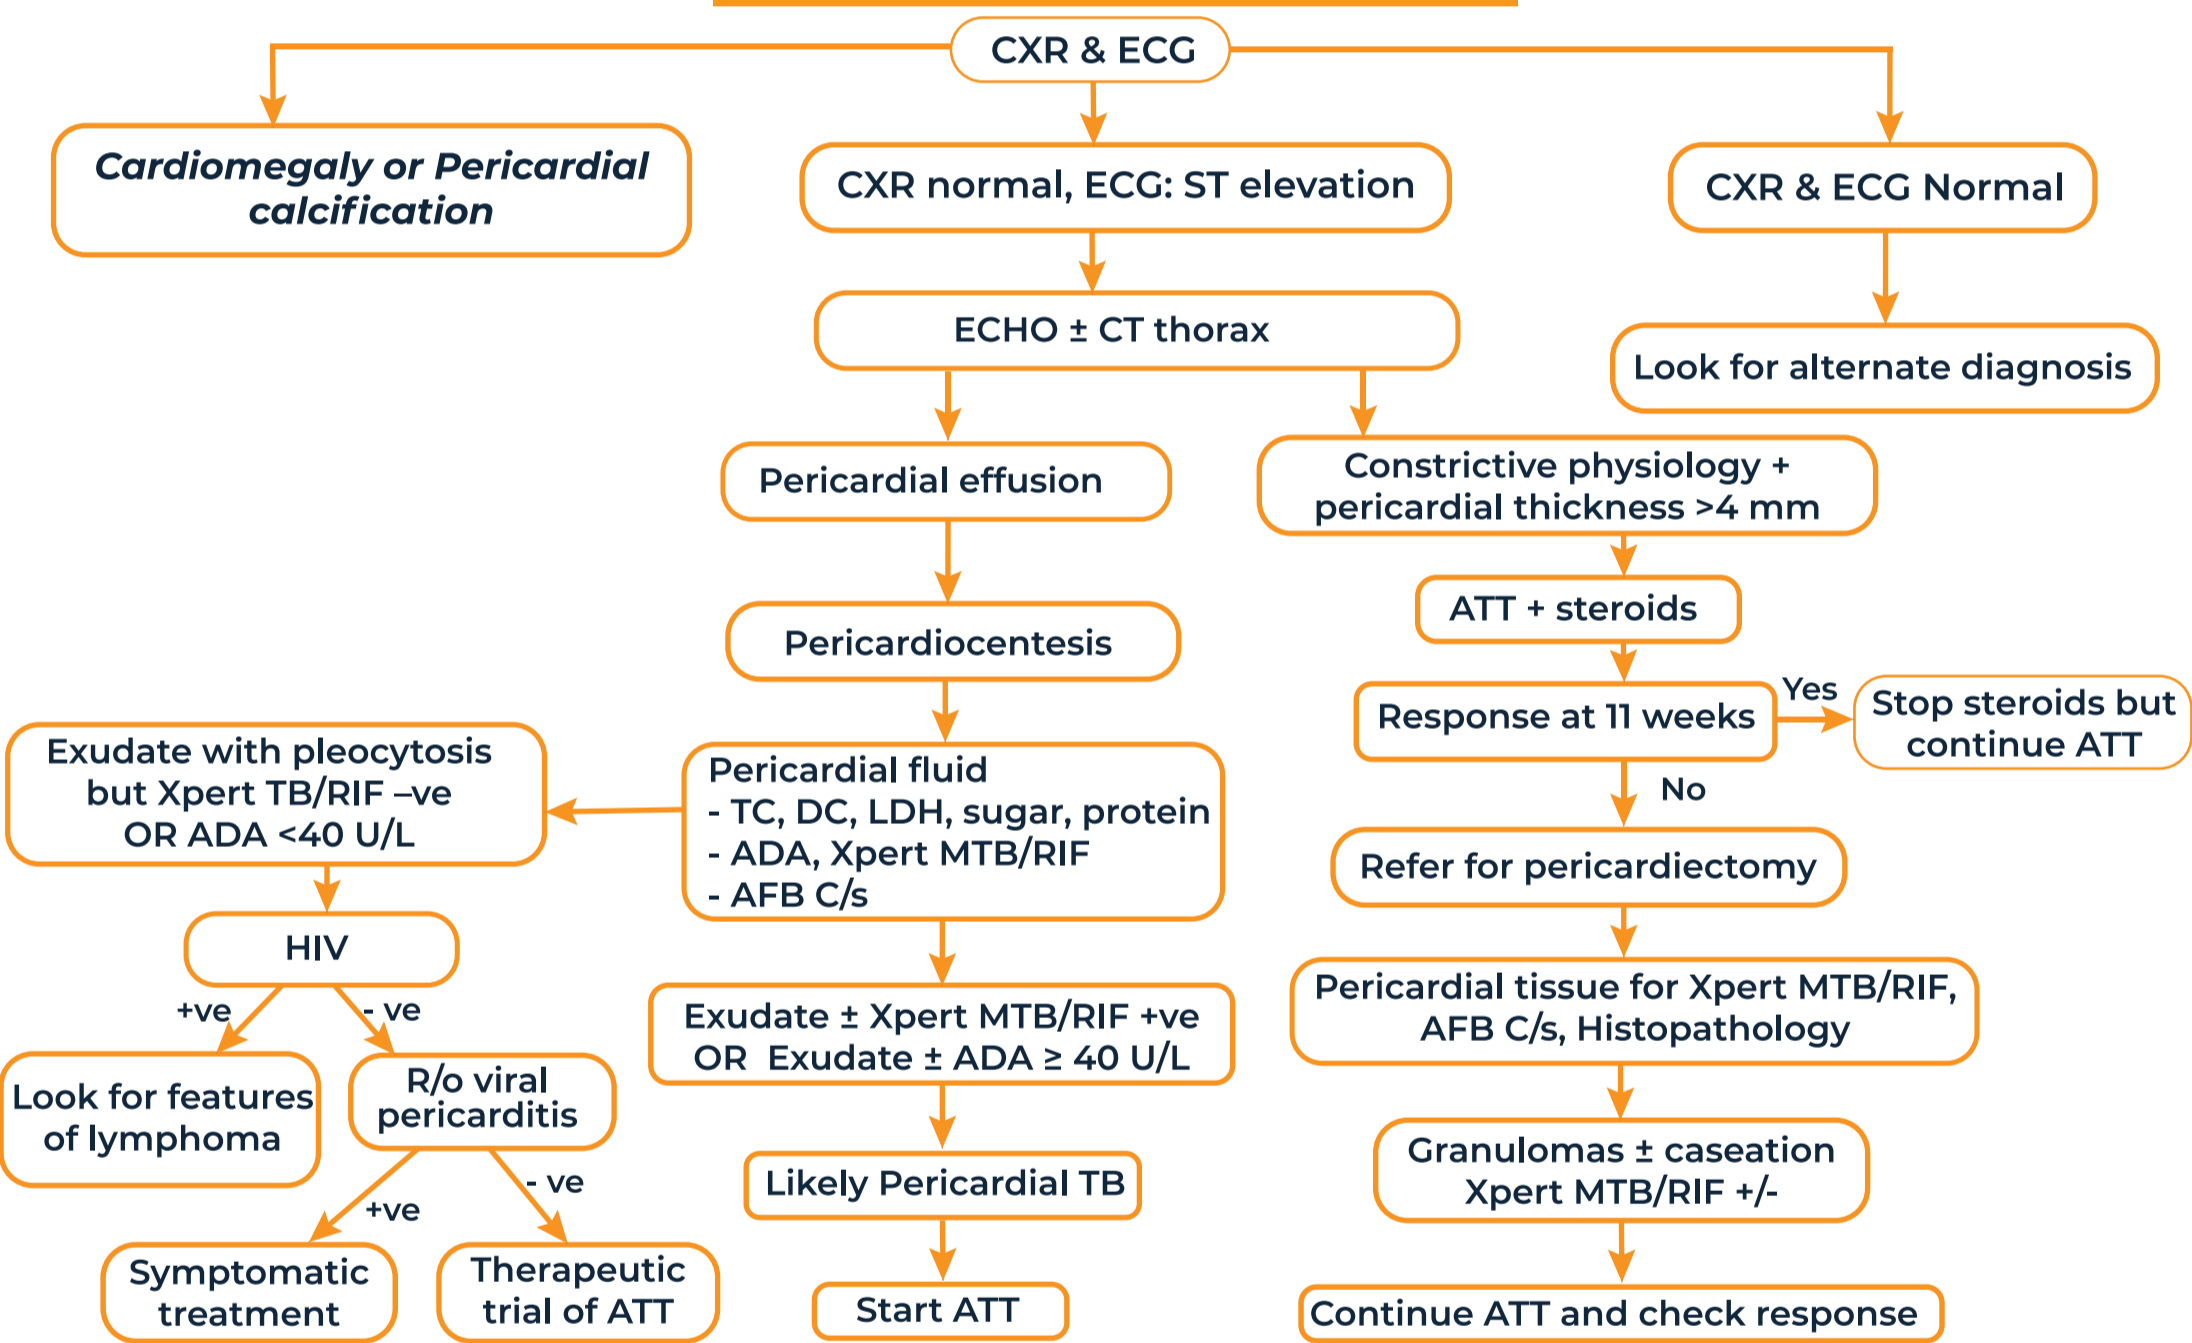 CXR & ECG
Cardiomegaly or Pericardial
calcification
CXR normal, ECG: ST elevation
CXR & ECG Normal
ECHO ± CT thorax
Look for alternate diagnosis
Pericardial effusion
Constrictive physiology +
pericardial thickness >4 mm
Pericardiocentesis
ATT + steroids
Response at 11 weeks
Yes
Stop steroids but
continue ATT
No
Exudate with pleocytosis
but Xpert TB/RIF –ve
OR ADA <40 U/L
Pericardial fluid
- TC, DC, LDH, sugar, protein
- ADA, Xpert MTB/RIF
- AFB C/s
Refer for pericardiectomy
HIV
+ve
- ve
Exudate ± Xpert MTB/RIF +ve
OR Exudate ± ADA ≥ 40 U/L
Pericardial tissue for Xpert MTB/RIF,
AFB C/s, Histopathology
Look for features
of lymphoma
R/o viral
pericarditis
+ve
- ve
Likely Pericardial TB
Granulomas ± caseation
Xpert MTB/RIF +/-
Symptomatic
treatment
Therapeutic
trial of ATT
Start ATT
Continue ATT and check response